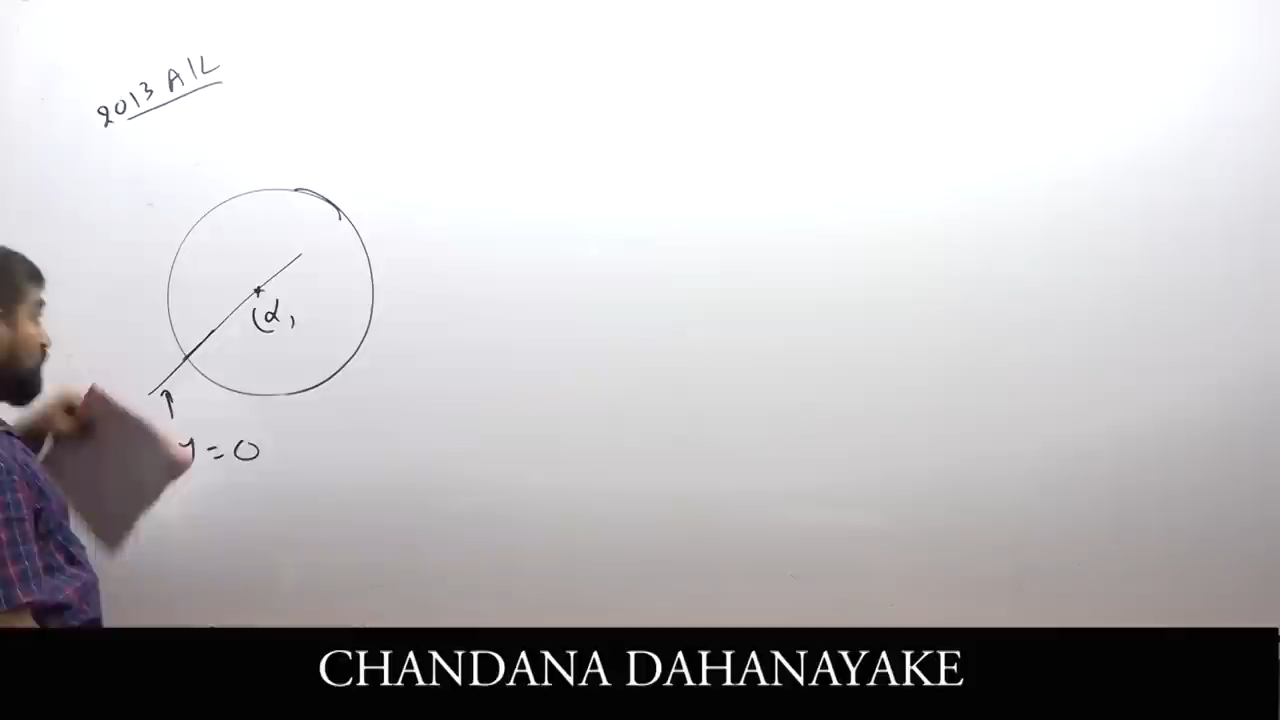 2013 A/L
(α,
y = 0
CHANDANA DAHANAYAKE